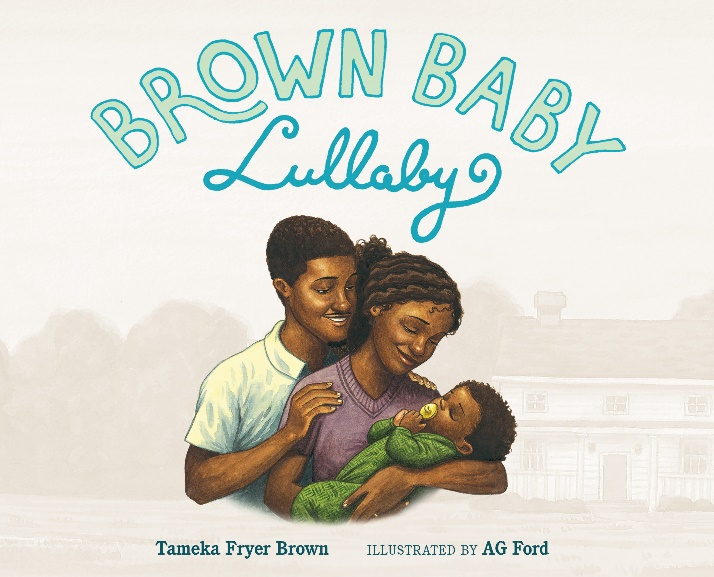 BROWN BABY
Lullaby
Tameka Fryer Brown ILLUSTRATED BY AG Ford